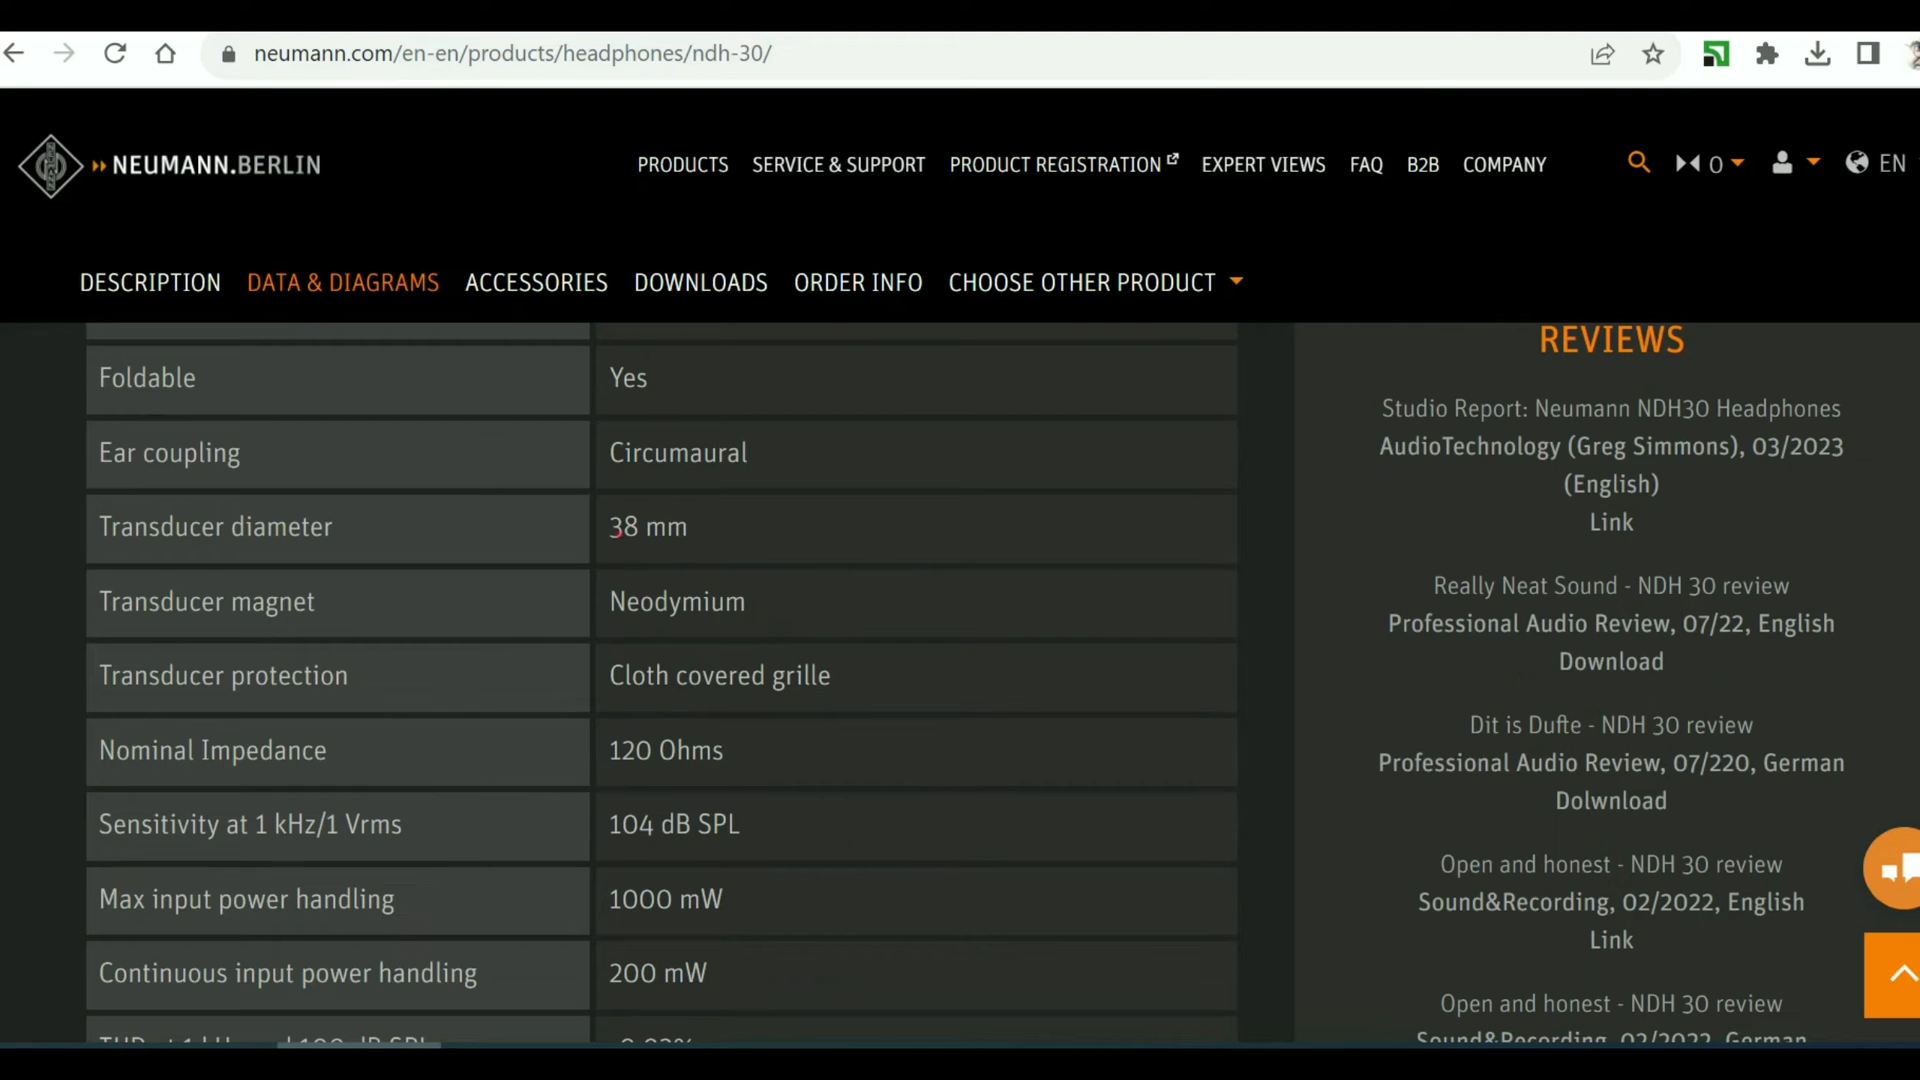 neumann.com/en-en/products/headphones/ndh-30/
NEUMANN.BERLIN
PRODUCTS SERVICE & SUPPORT PRODUCT REGISTRATION EXPERT VIEWS FAQ B2B COMPANY
0
EN
DESCRIPTION DATA & DIAGRAMS ACCESSORIES DOWNLOADS ORDER INFO CHOOSE OTHER PRODUCT
Foldable Yes
Ear coupling Circumaural
Transducer diameter 38 mm
Transducer magnet Neodymium
Transducer protection Cloth covered grille
Nominal Impedance 120 Ohms
Sensitivity at 1 kHz/1 Vrms 104 dB SPL
Max input power handling 1000 mW
Continuous input power handling 200 mW
REVIEWS
Studio Report: Neumann NDH30 Headphones
AudioTechnology (Greg Simmons), 03/2023
(English)
Link
Really Neat Sound - NDH 30 review
Professional Audio Review, 07/22, English
Download
Dit is Dufte - NDH 30 review
Professional Audio Review, 07/220, German
Dolwnload
Open and honest - NDH 30 review
Sound&Recording, 02/2022, English
Link
Open and honest - NDH 30 review
Sound&Recording, 02/2022, German